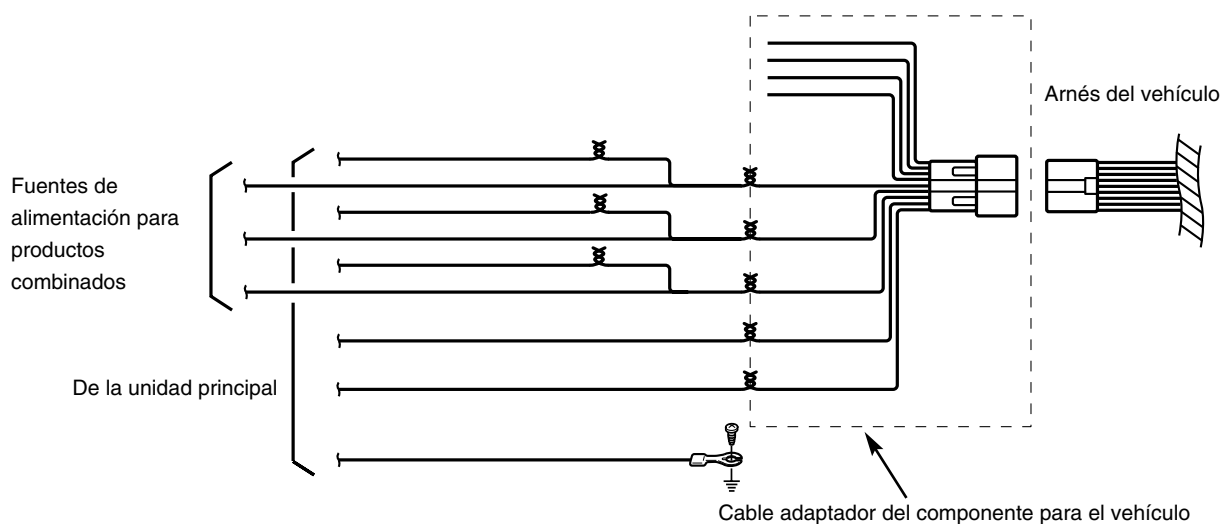 Arnés del vehículo
Fuentes de
alimentación para
productos
combinados
De la unidad principal
Cable adaptador del componente para el vehículo